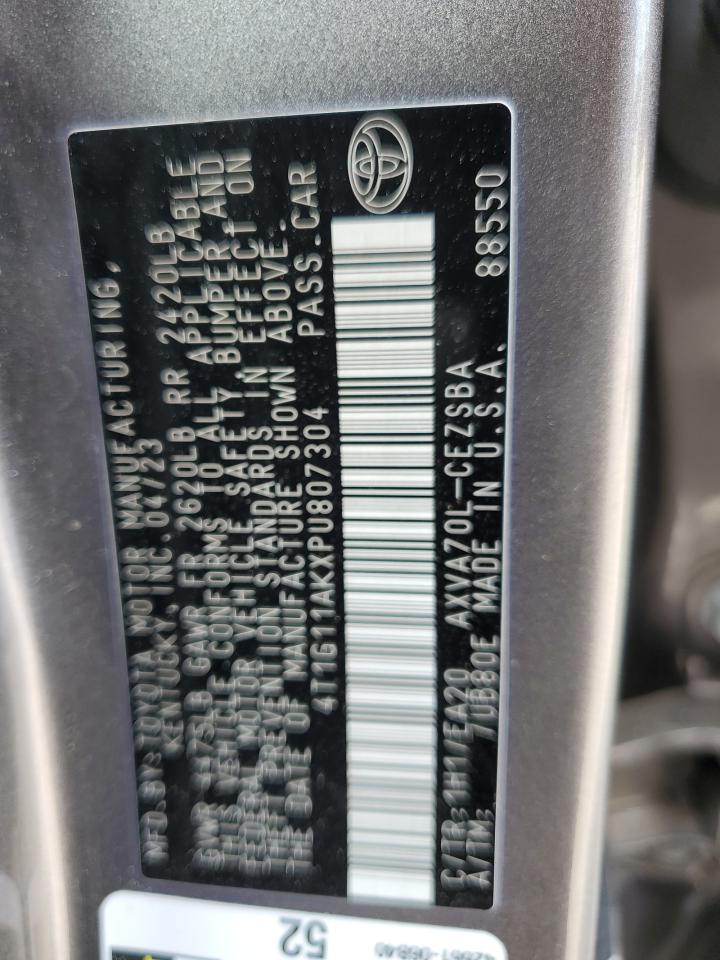 MFD. BY: TOYOTA MOTOR MANUFACTURING,
KENTUCKY, INC. 04/23
GVWR GAWR FR 2620LB RR 2420LB
THIS VEHICLE CONFORMS TO ALL APPLICABLE
FEDERAL MOTOR VEHICLE SAFETY, BUMPER, AND
THEFT PREVENTION STANDARDS IN EFFECT ON
THE DATE OF MANUFACTURE SHOWN ABOVE.
4T1G11AKXPU807304 PASS. CAR
C/TR: 1H1/EA20 AXVA70L-CEZSBA 88550
A/TM: /UB80E MADE IN U.S.A.
52